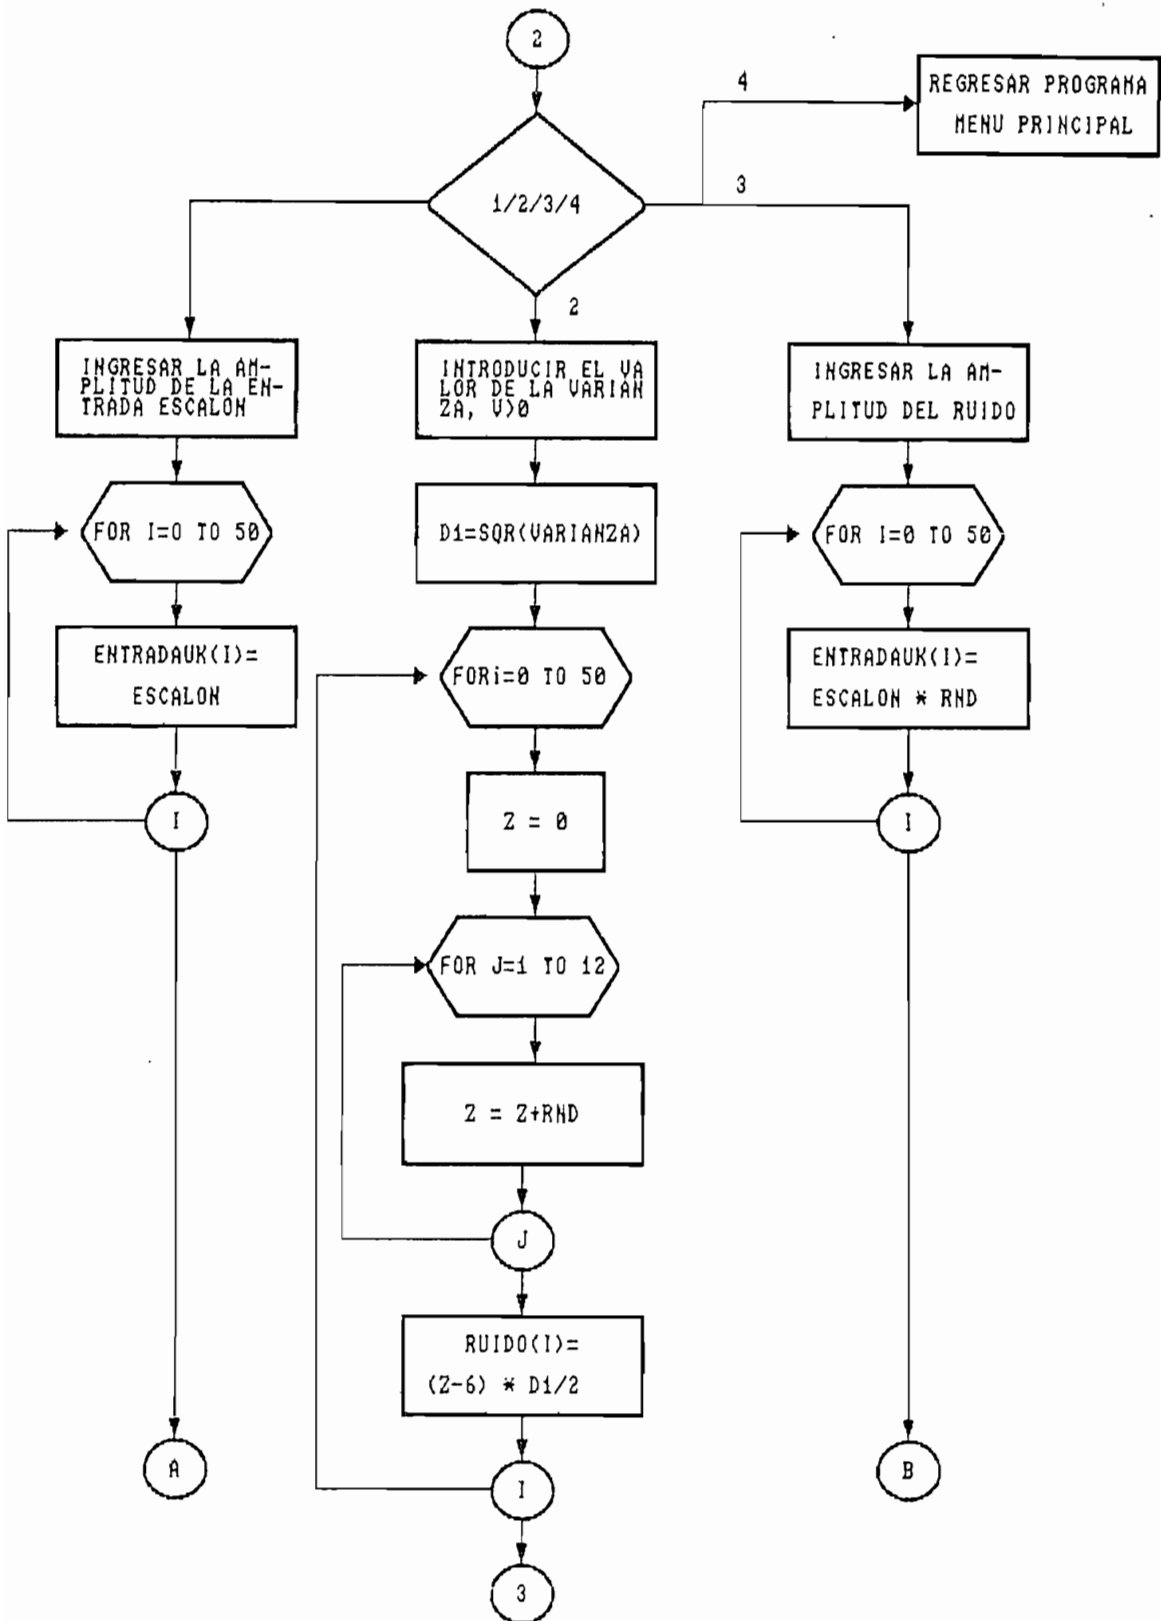 2
4
REGRESAR PROGRAMA
MENU PRINCIPAL
1/2/3/4
3
2
INGRESAR LA AM-
PLITUD DE LA EN-
TRADA ESCALON
INTRODUCIR EL VA
LOR DE LA VARIAN
ZA, V>0
INGRESAR LA AM-
PLITUD DEL RUIDO
FOR I=0 TO 50
D1=SQR(VARIANZA)
FOR I=0 TO 50
ENTRADAUK(I)=
ESCALON
FORi=0 TO 50
ENTRADAUK(I)=
ESCALON * RND
I
Z = 0
I
FOR J=1 TO 12
Z = Z+RND
J
RUIDO(I)=
(Z-6) * D1/2
A
I
B
3